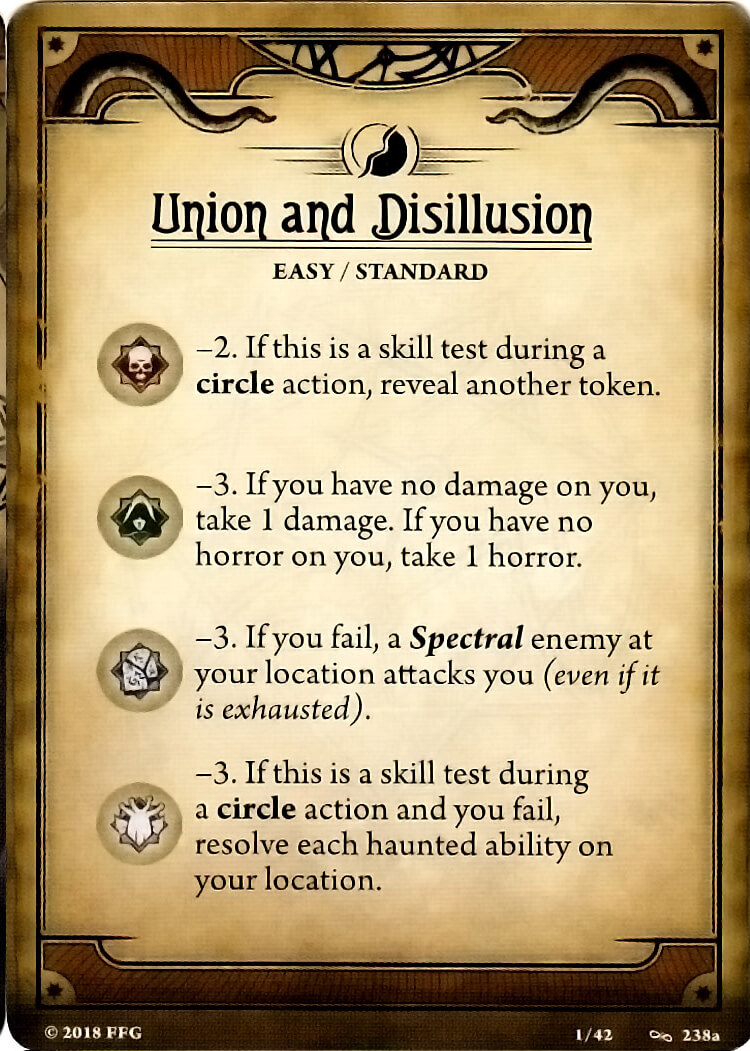 Union and Disillusion
EASY / STANDARD
–2. If this is a skill test during a
circle action, reveal another token.
–3. If you have no damage on you,
take 1 damage. If you have no
horror on you, take 1 horror.
–3. If you fail, a Spectral enemy at
your location attacks you (even if it
is exhausted).
–3. If this is a skill test during
a circle action and you fail,
resolve each haunted ability on
your location.
© 2018 FFG
1/42 238a